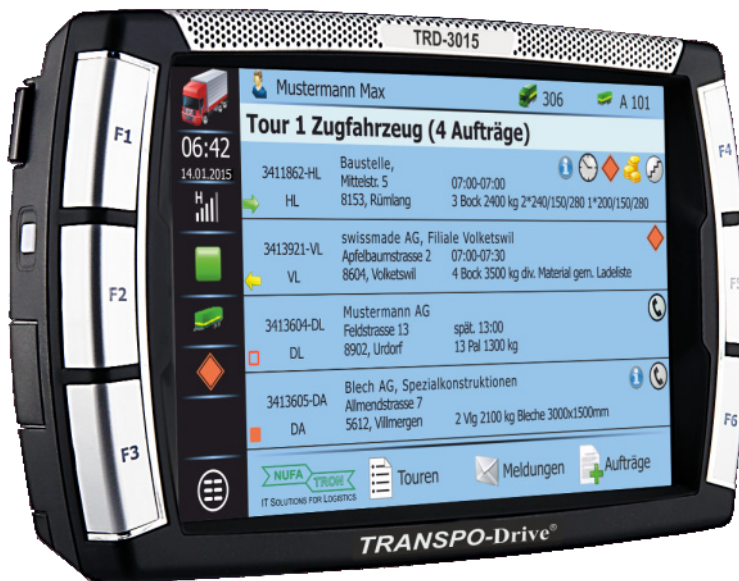 TRD-3015
F1
F2
F3
F4
F5
F6
06:42
14.01.2015
H
Mustermann Max
306
A 101
Tour 1 Zugfahrzeug (4 Aufträge)
3411862-HL
HL
Baustelle,
Mittelstr. 5
07:00-07:00
8153, Rümlang
3 Bock 2400 kg 2*240/150/280 1*200/150/280
3413921-VL
VL
swissmade AG, Filiale Volketswil
Apfelbaumstrasse 2
07:00-07:30
8604, Volketswil
4 Bock 3500 kg div. Material gem. Ladeliste
3413604-DL
DL
Mustermann AG
Feldstrasse 13
spät. 13:00
8902, Urdorf
13 Pal 1300 kg
3413605-DA
DA
Blech AG, Spezialkonstruktionen
Allmendstrasse 7
5612, Villmergen
2 Vlg 2100 kg Bleche 3000x1500mm
NUFA TRON
IT SOLUTIONS FOR LOGISTICS
Touren
Meldungen
Aufträge
TRANSPO-Drive®